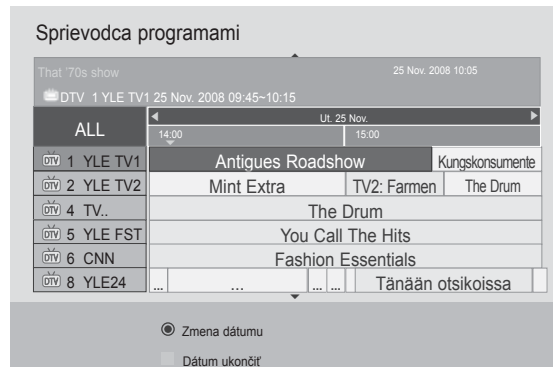 Sprievodca programami
That ’70s show
25 Nov. 2008 10:05
DTV 1 YLE TV1 25 Nov. 2008 09:45~10:15
ALL
Ut. 25 Nov.
14:00 15:00
DTV 1 YLE TV1 Antigues Roadshow Kungskonsumente
DTV 2 YLE TV2 Mint Extra TV2: Farmen The Drum
DTV 4 TV.. The Drum
DTV 5 YLE FST You Call The Hits
DTV 6 CNN Fashion Essentials
DTV 8 YLE24 ... ... ... ... Tänään otsikoissa
Zmena dátumu
Dátum ukončiť